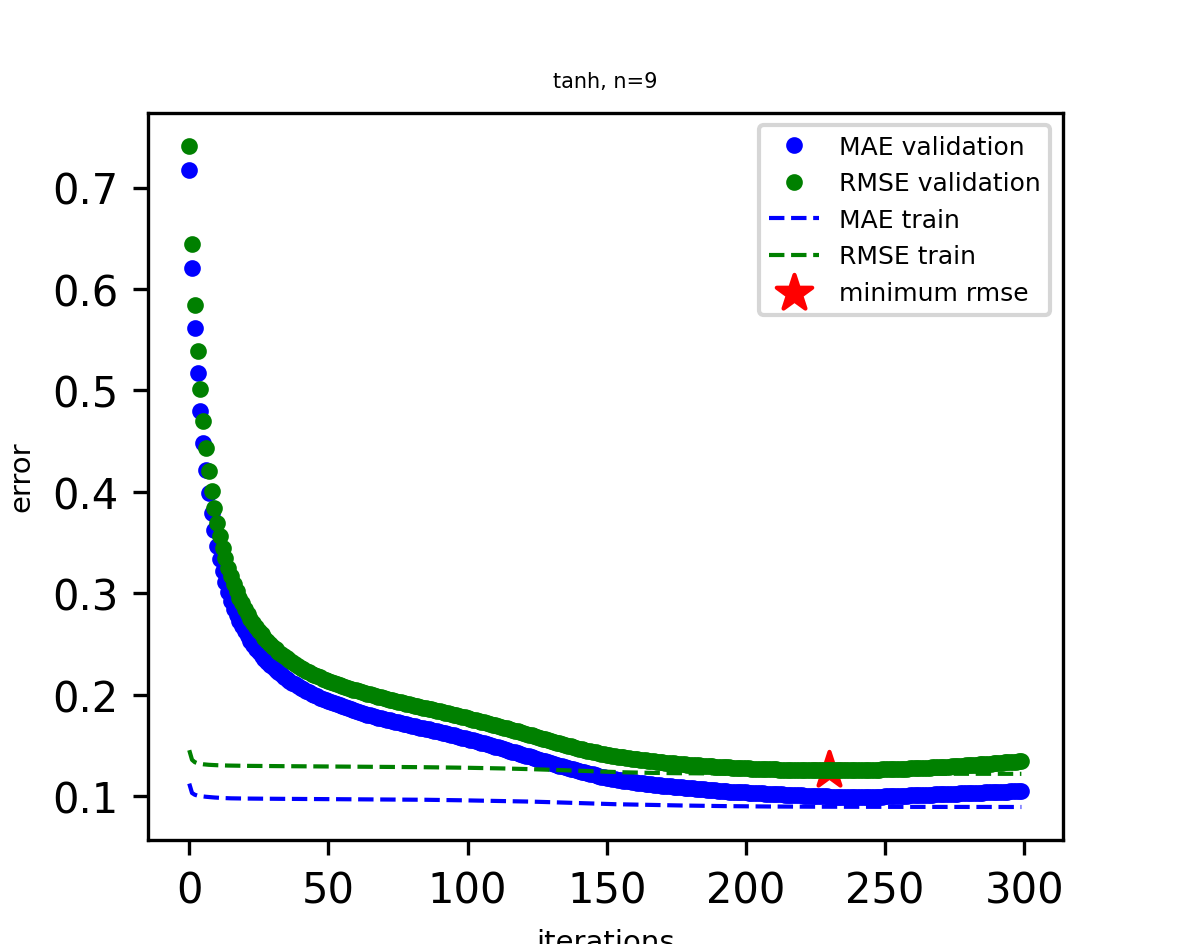 tanh, n=9
MAE validation
RMSE validation
MAE train
RMSE train
minimum rmse
error
0.7
0.6
0.5
0.4
0.3
0.2
0.1
0 50 100 150 200 250 300
iterations